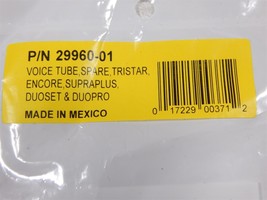 P/N 29960-01
VOICE TUBE,SPARE,TRISTAR,
ENCORE,SUPRAPLUS,
DUOSET & DUOPRO
MADE IN MEXICO
0 17229 00371 2